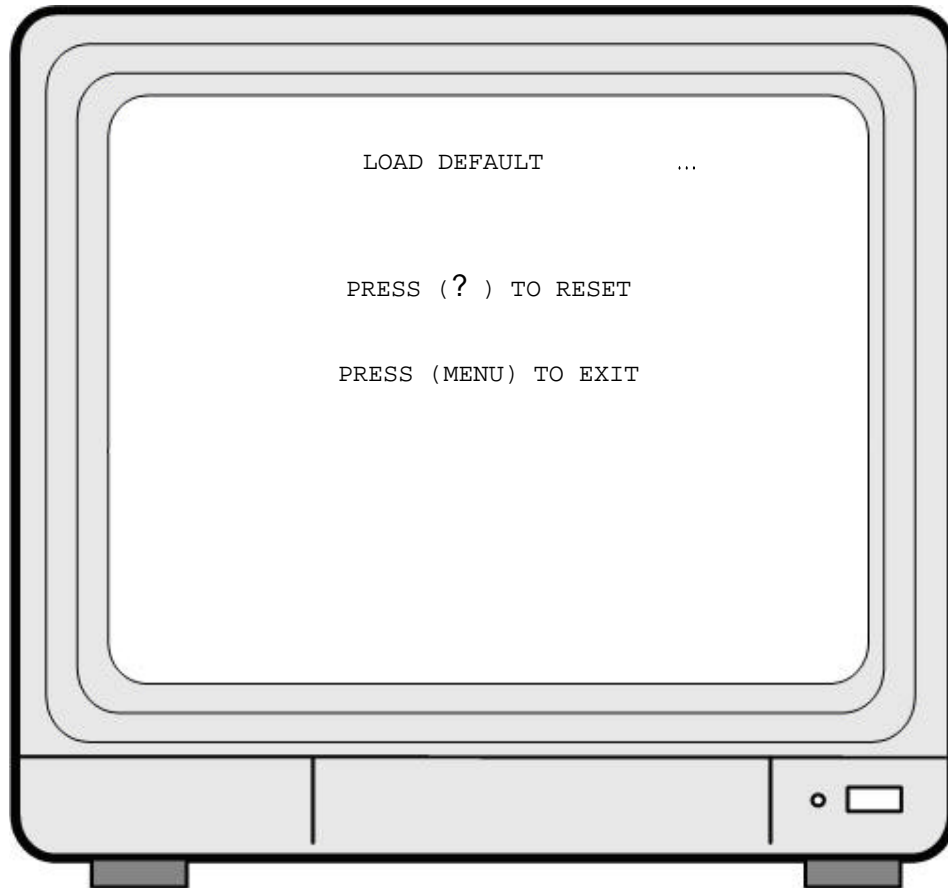 LOAD DEFAULT ...
PRESS (? ) TO RESET
PRESS (MENU) TO EXIT